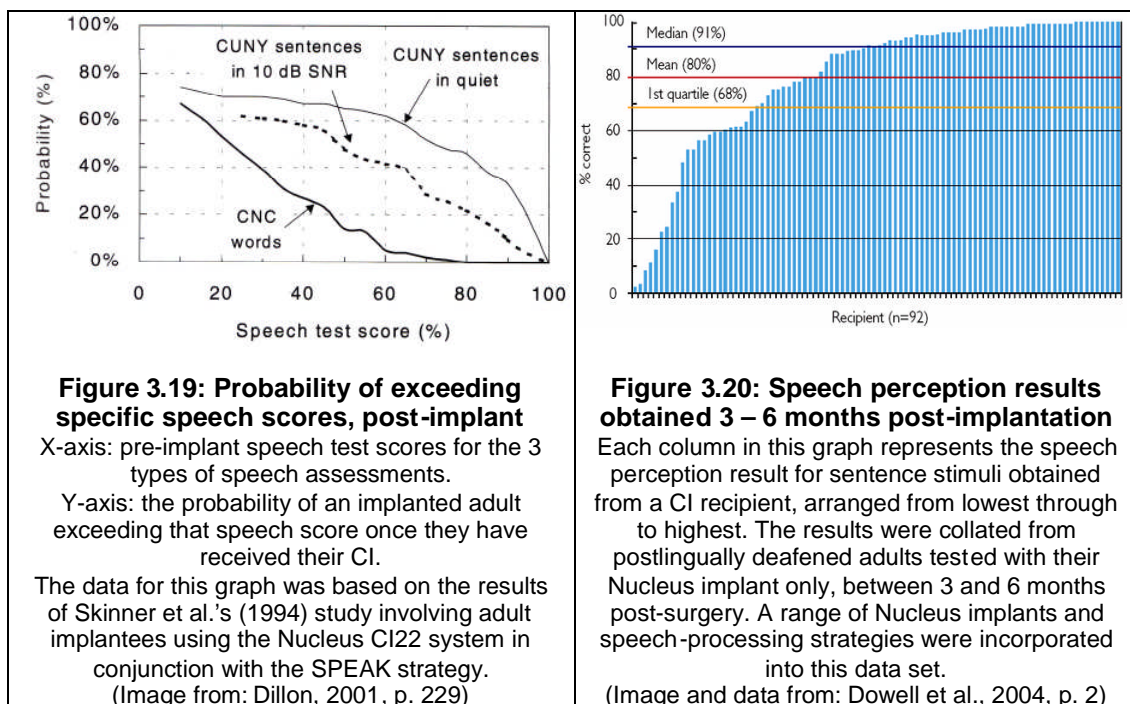 100%
80%
60%
40%
20%
0%
Probability (%)
CUNY sentences
in 10 dB SNR
CUNY sentences
in quiet
CNC
words
0 20 40 60 80 100
Speech test score (%)
Figure 3.19: Probability of exceeding
specific speech scores, post-implant
X-axis: pre-implant speech test scores for the 3
types of speech assessments.
Y-axis: the probability of an implanted adult
exceeding that speech score once they have
received their CI.
The data for this graph was based on the results
of Skinner et al.'s (1994) study involving adult
implantees using the Nucleus CI22 system in
conjunction with the SPEAK strategy.
(Image from: Dillon, 2001, p. 229)
100
80
60
40
20
0
% correct
Median (91%)
Mean (80%)
1st quartile (68%)
Recipient (n=92)
Figure 3.20: Speech perception results
obtained 3 – 6 months post-implantation
Each column in this graph represents the speech
perception result for sentence stimuli obtained
from a CI recipient, arranged from lowest through
to highest. The results were collated from
postlingually deafened adults tested with their
Nucleus implant only, between 3 and 6 months
post-surgery. A range of Nucleus implants and
speech-processing strategies were incorporated
into this data set.
(Image and data from: Dowell et al., 2004, p. 2)